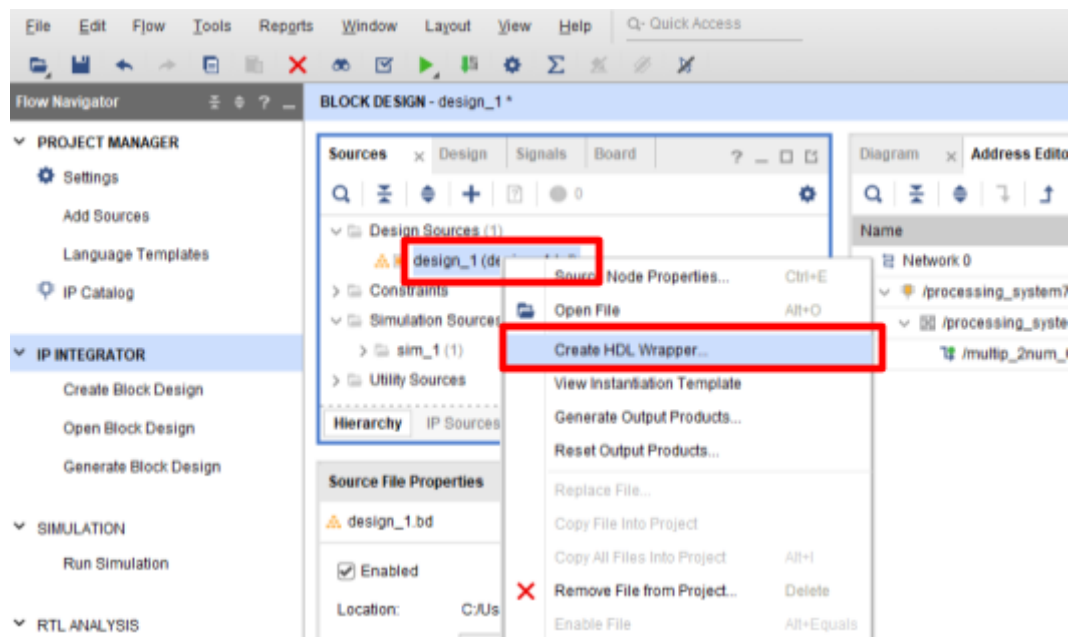 File Edit Flow Tools Reports Window Layout View Help Q- Quick Access
Flow Navigator
PROJECT MANAGER
Settings
Add Sources
Language Templates
IP Catalog
IP INTEGRATOR
Create Block Design
Open Block Design
Generate Block Design
SIMULATION
Run Simulation
RTL ANALYSIS
BLOCK DESIGN - design_1 *
Sources Design Signals Board
0
Design Sources (1)
design_1 (de
Constraints
Simulation Sources
sim_1 (1)
Utility Sources
Hierarchy IP Sources
Source File Properties
design_1.bd
Enabled
Location: C:/Us
Source Node Properties... Ctrl+E
Open File Alt+O
Create HDL Wrapper...
View Instantiation Template
Generate Output Products...
Reset Output Products...
Replace File...
Copy File Into Project
Copy All Files Into Project Alt+I
Remove File from Project... Delete
Enable File Alt+Equals
Diagram Address Edito
Name
Network 0
/processing_system7
/processing_syste
/multip_2num_